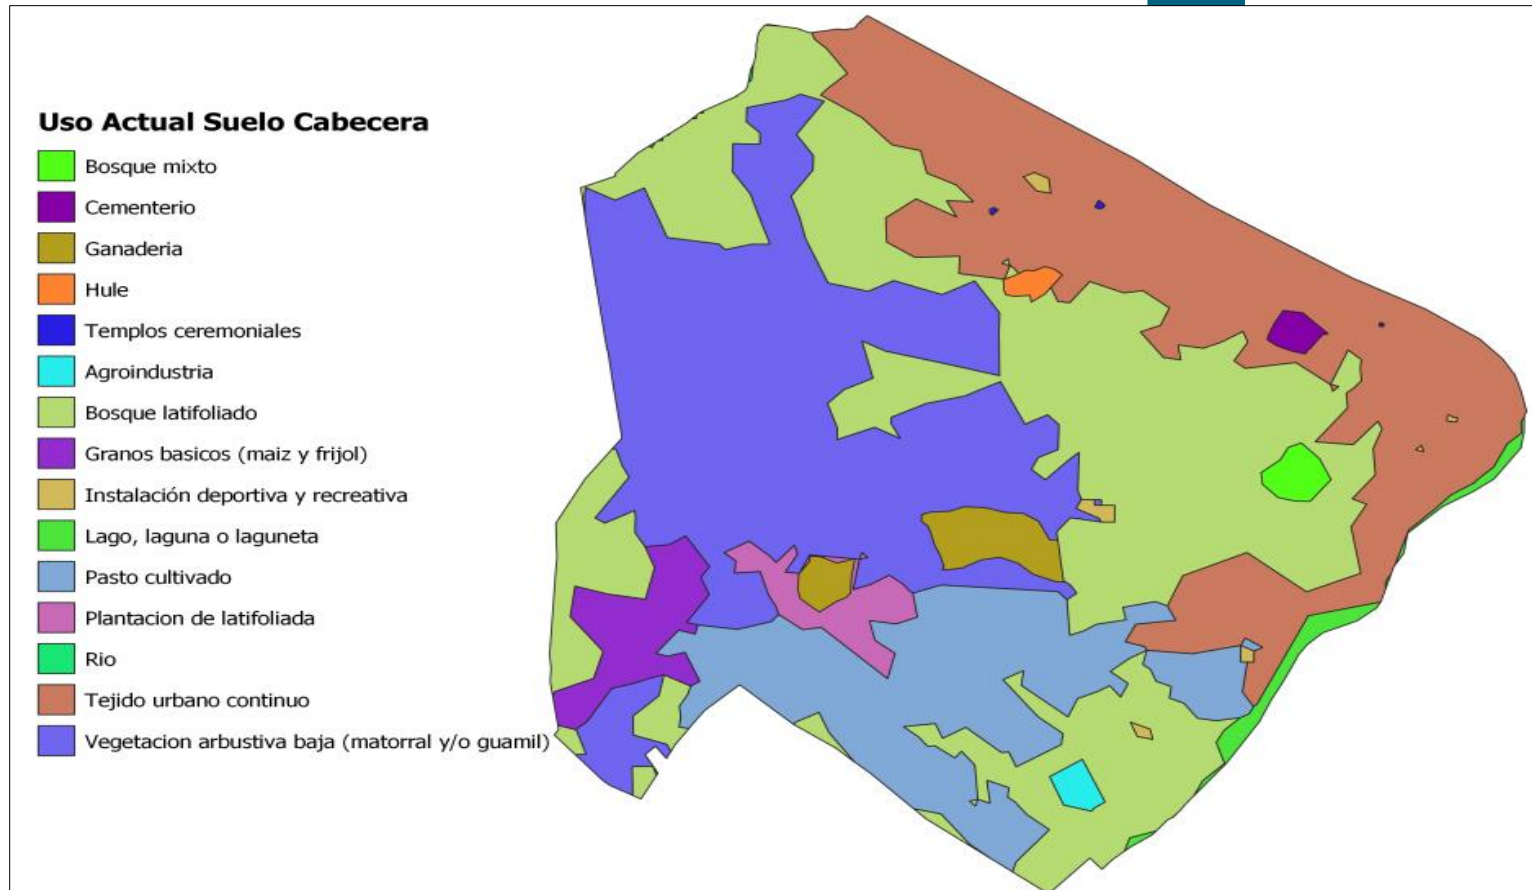 Uso Actual Suelo Cabecera
Bosque mixto
Cementerio
Ganaderia
Hule
Templos ceremoniales
Agroindustria
Bosque latifoliado
Granos basicos (maiz y frijol)
Instalación deportiva y recreativa
Lago, laguna o laguneta
Pasto cultivado
Plantacion de latifoliada
Rio
Tejido urbano continuo
Vegetacion arbustiva baja (matorral y/o guamil)